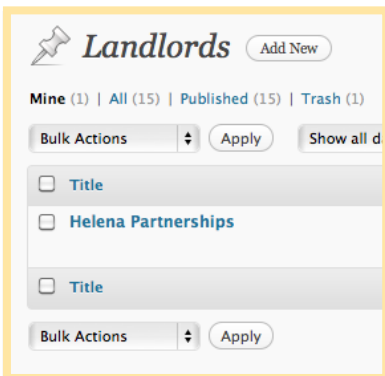 Landlords Add New
Mine (1) | All (15) | Published (15) | Trash (1)
Bulk Actions Apply Show all d
Title
Helena Partnerships
Title
Bulk Actions Apply